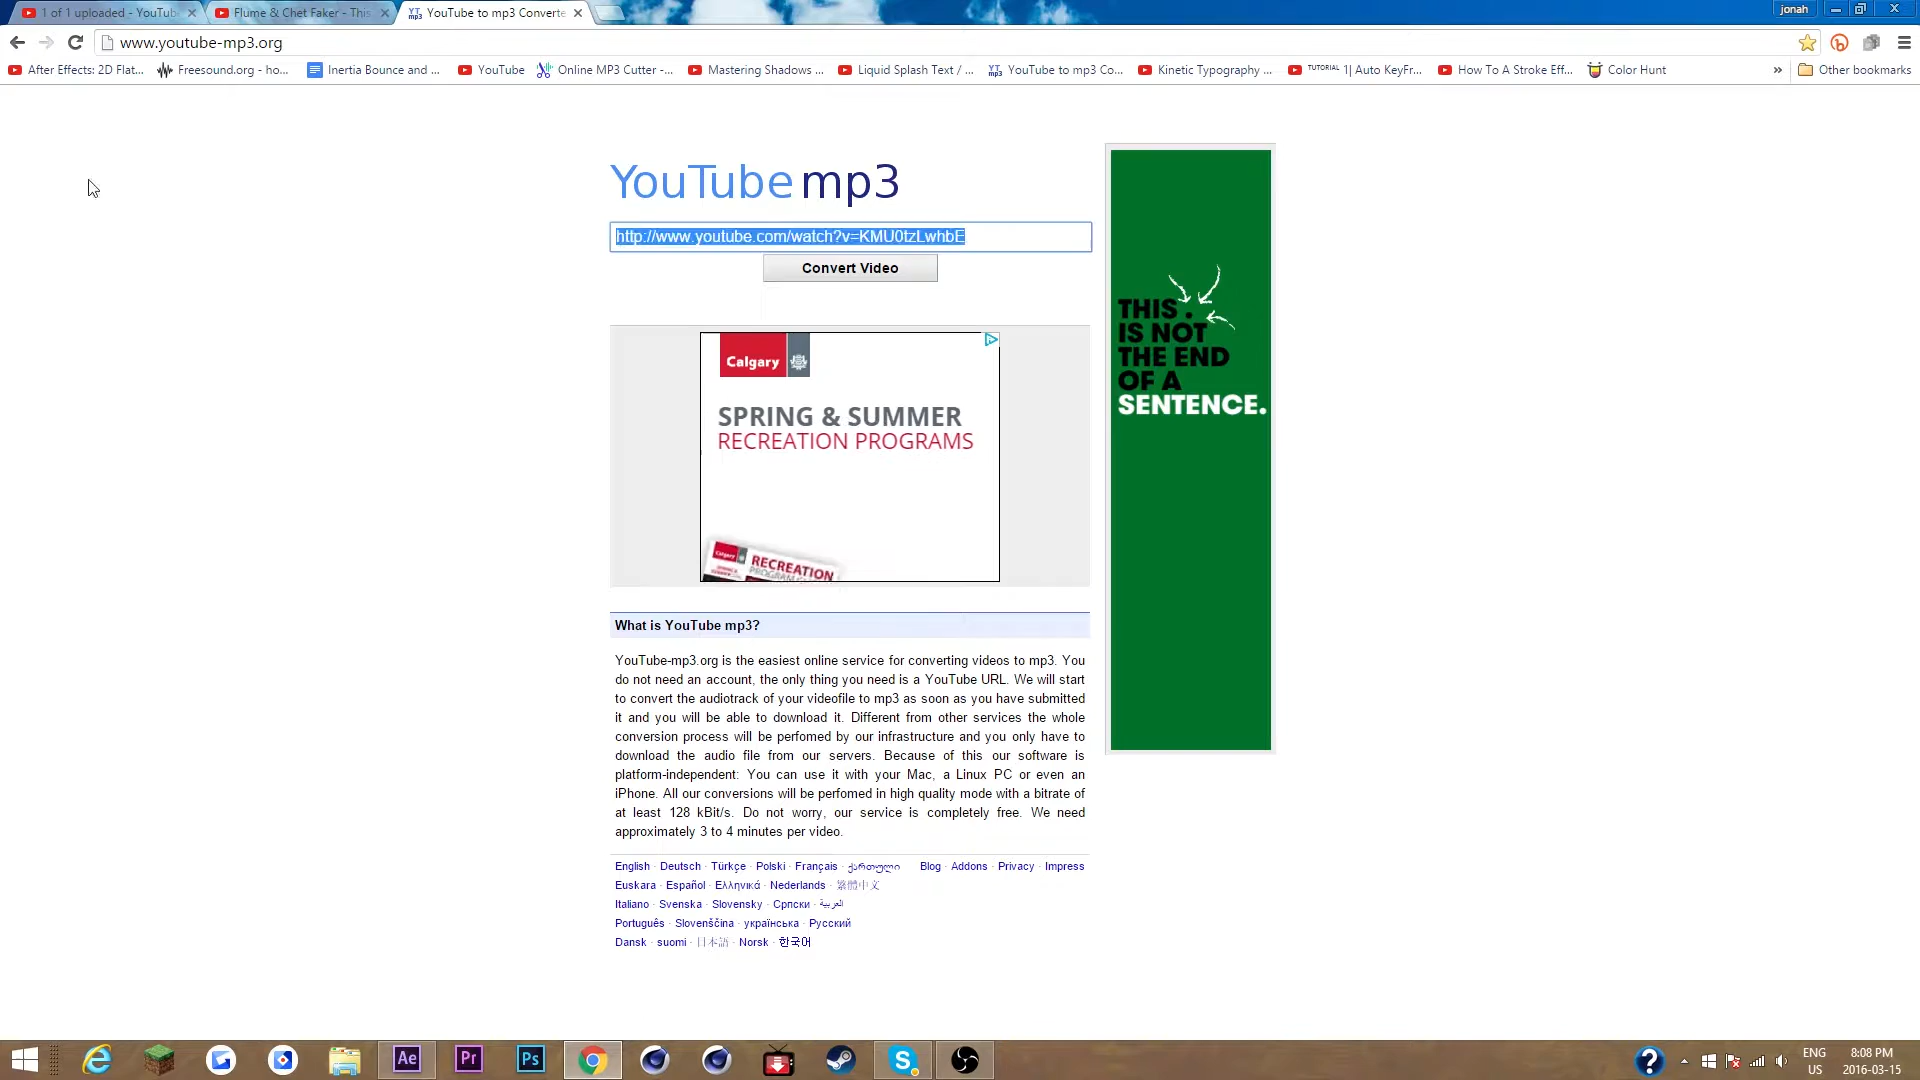 1 of 1 uploaded - YouTube
Flume & Chet Faker - This
YouTube to mp3 Converte
jonah
www.youtube-mp3.org
After Effects: 2D Flat...
Freesound.org - ho...
Inertia Bounce and ...
YouTube
Online MP3 Cutter -...
Mastering Shadows ...
Liquid Splash Text / ...
YouTube to mp3 Co...
Kinetic Typography ...
TUTORIAL 1| Auto KeyFr...
How To A Stroke Eff...
Color Hunt
»
Other bookmarks
YouTube mp3
http://www.youtube.com/watch?v=KMU0tzLwhbE
Convert Video
Calgary
SPRING & SUMMER
RECREATION PROGRAMS
Calgary
RECREATION
THIS .
IS NOT
THE END
OF A
SENTENCE.
What is YouTube mp3?
YouTube-mp3.org is the easiest online service for converting videos to mp3. You
do not need an account, the only thing you need is a YouTube URL. We will start
to convert the audiotrack of your videofile to mp3 as soon as you have submitted
it and you will be able to download it. Different from other services the whole
conversion process will be perfomed by our infrastructure and you only have to
download the audio file from our servers. Because of this our software is
platform-independent: You can use it with your Mac, a Linux PC or even an
iPhone. All our conversions will be perfomed in high quality mode with a bitrate of
at least 128 kBit/s. Do not worry, our service is completely free. We need
approximately 3 to 4 minutes per video.
English · Deutsch · Türkçe · Polski · Français · ქართული Blog · Addons · Privacy · Impress
Euskara · Español · Ελληνικά · Nederlands · 繁體中文
Italiano · Svenska · Slovensky · Српски · العربية
Português · Slovenščina · українська · Русский
Dansk · suomi · 日本語 · Norsk · 한국어
Ae
Pr
Ps
ENG
US
8:08 PM
2016-03-15